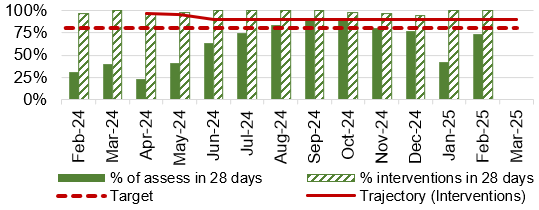 100%
75%
50%
25%
0%
Feb-24
Mar-24
Apr-24
May-24
Jun-24
Jul-24
Aug-24
Sep-24
Oct-24
Nov-24
Dec-24
Jan-25
Feb-25
Mar-25
% of assess in 28 days
% interventions in 28 days
Target
Trajectory (Interventions)